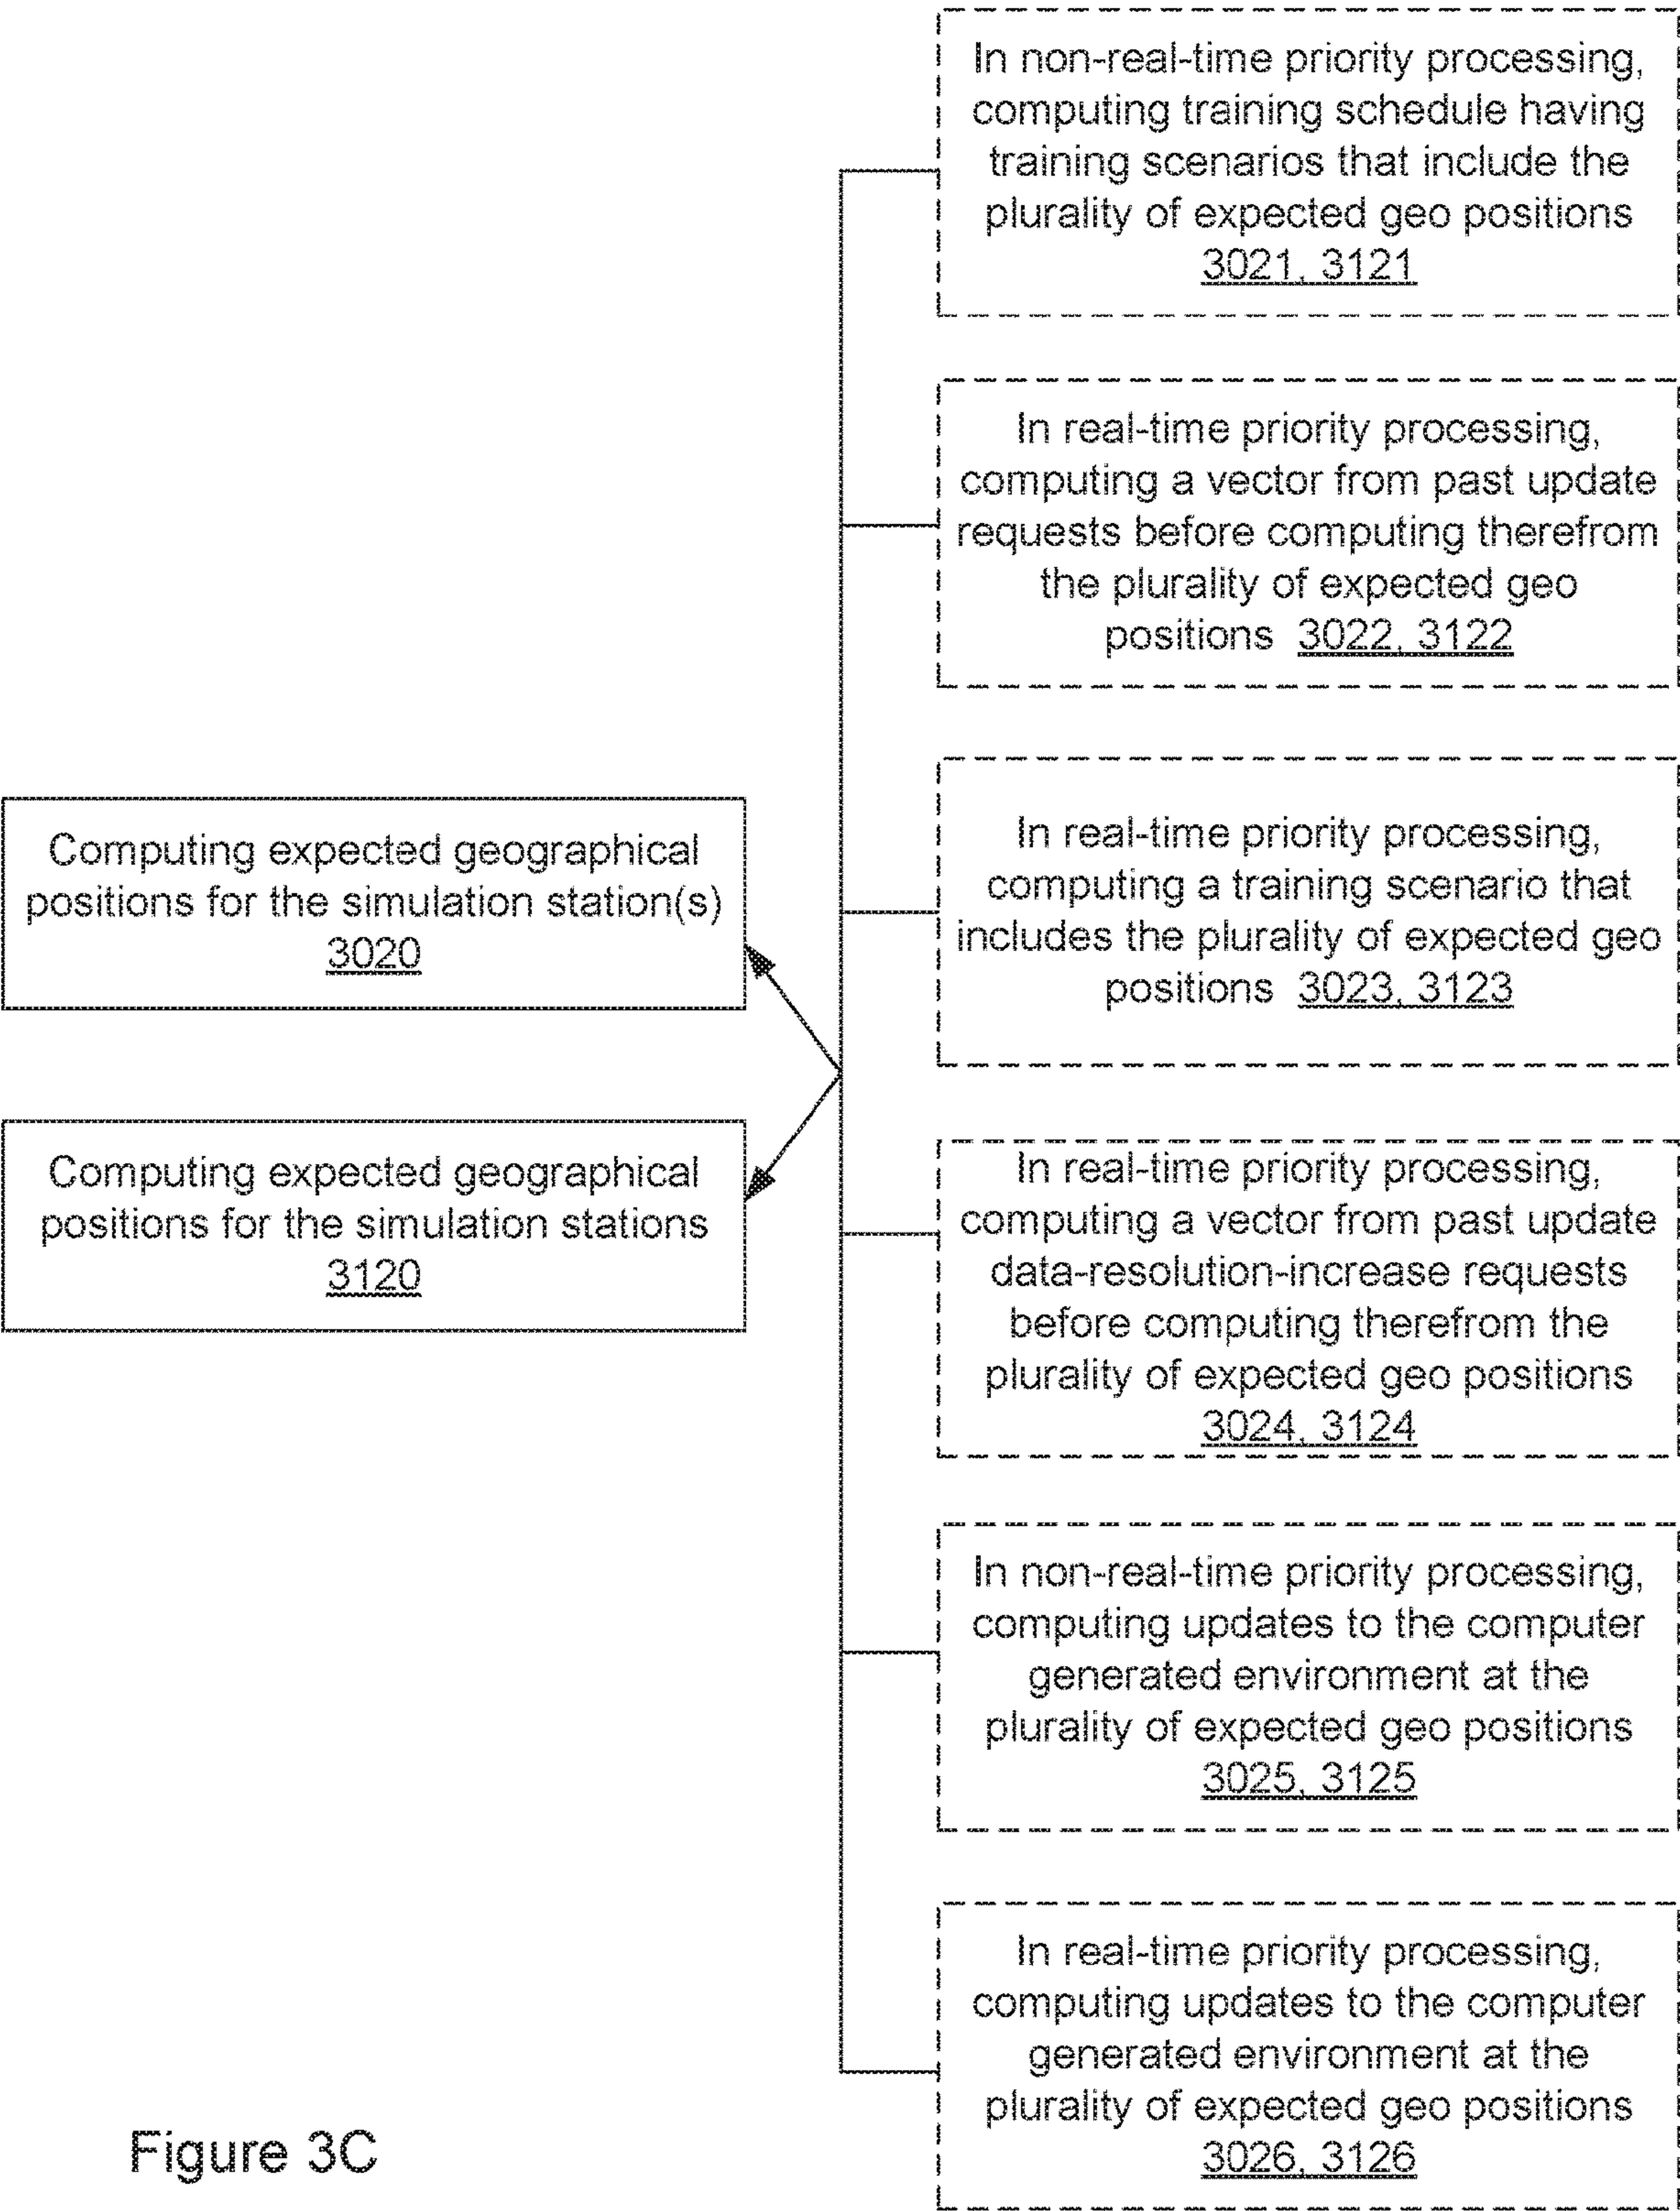 In non-real-time priority processing,
computing training schedule having
training scenarios that include the
plurality of expected geo positions
3021, 3121
In real-time priority processing,
computing a vector from past update
requests before computing therefrom
the plurality of expected geo
positions 3022, 3122
In real-time priority processing,
computing a training scenario that
includes the plurality of expected geo
positions 3023, 3123
Computing expected geographical
positions for the simulation station(s)
3020
Computing expected geographical
positions for the simulation stations
3120
In real-time priority processing,
computing a vector from past update
data-resolution-increase requests
before computing therefrom the
plurality of expected geo positions
3024, 3124
In non-real-time priority processing,
computing updates to the computer
generated environment at the
plurality of expected geo positions
3025, 3125
In real-time priority processing,
computing updates to the computer
generated environment at the
plurality of expected geo positions
3026, 3126
Figure 3C